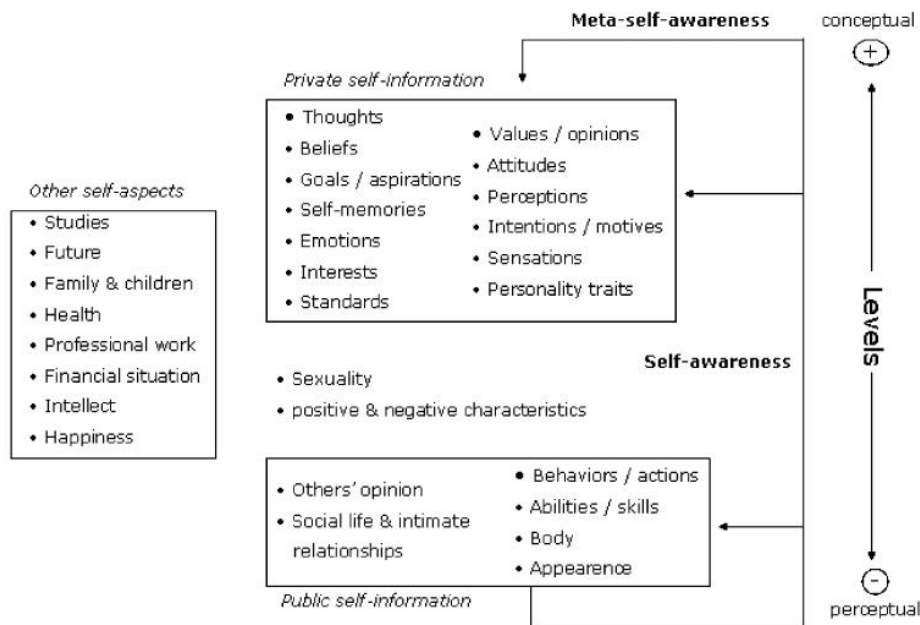 Meta-self-awareness
conceptual
+
Private self-information
• Thoughts
• Beliefs
• Goals / aspirations
• Self-memories
• Emotions
• Interests
• Standards
• Values / opinions
• Attitudes
• Perceptions
• Intentions / motives
• Sensations
• Personality traits
Other self-aspects
• Studies
• Future
• Family & children
• Health
• Professional work
• Financial situation
• Intellect
• Happiness
Levels
Self-awareness
• Sexuality
• positive & negative characteristics
• Others' opinion
• Social life & intimate
relationships
• Behaviors / actions
• Abilities / skills
• Body
• Appearence
Public self-information
-
perceptual